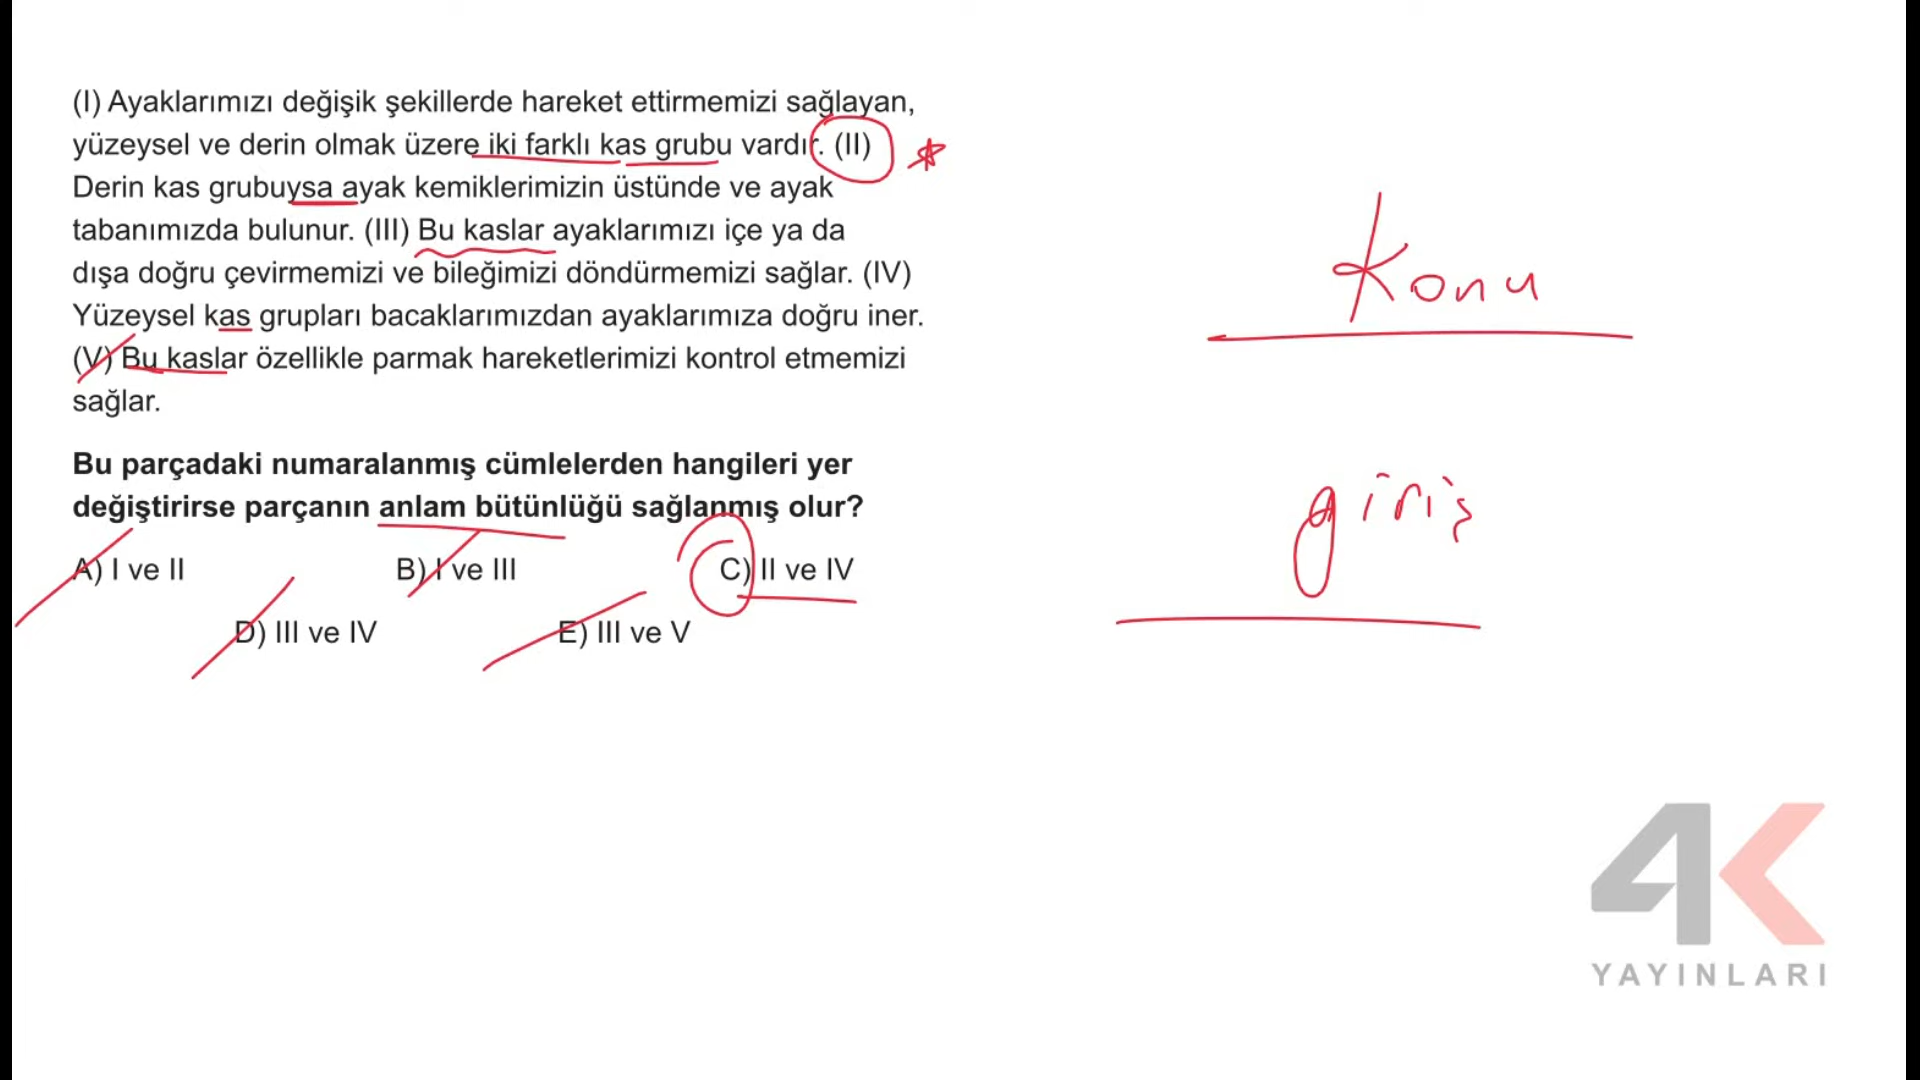 (I) Ayaklarımızı değişik şekillerde hareket ettirmemizi sağlayan,
yüzeysel ve derin olmak üzere iki farklı kas grubu vardır. (II)
Derin kas grubuysa ayak kemiklerimizin üstünde ve ayak
tabanımızda bulunur. (III) Bu kaslar ayaklarımızı içe ya da
dışa doğru çevirmemizi ve bileğimizi döndürmemizi sağlar. (IV)
Yüzeysel kas grupları bacaklarımızdan ayaklarımıza doğru iner.
(V) Bu kaslar özellikle parmak hareketlerimizi kontrol etmemizi
sağlar.
Bu parçadaki numaralanmış cümlelerden hangileri yer
değiştirirse parçanın anlam bütünlüğü sağlanmış olur?
A) I ve II B) I ve III C) II ve IV
D) III ve IV E) III ve V
Konu
giriş
4K
YAYINLARI